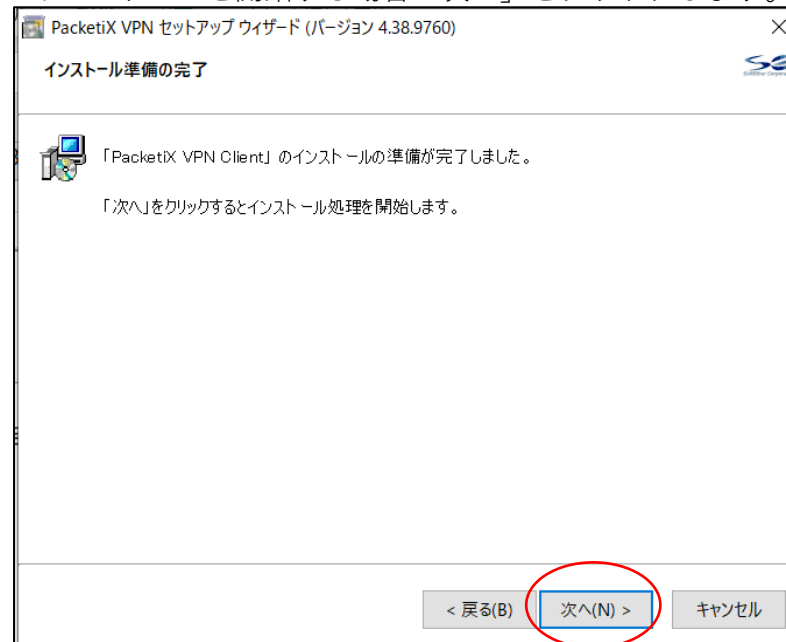 PacketiX VPN セットアップ ウィザード (バージョン 4.38.9760)
インストール準備の完了
「PacketiX VPN Client」のインストールの準備が完了しました。
「次へ」をクリックするとインストール処理を開始します。
< 戻る(B) 次へ(N) > キャンセル